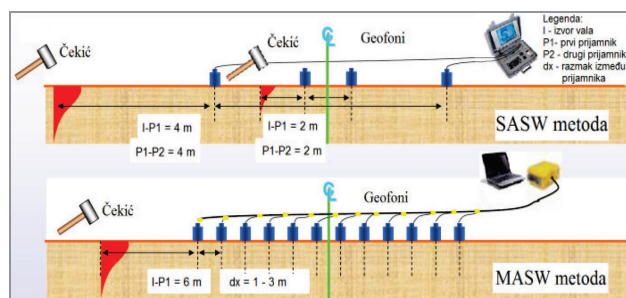 Čekić
Čekić
Geofoni
Legenda:
I - izvor vala
P1- prvi prijamnik
P2 - drugi prijamnik
dx - razmak između
prijamnika
I-P1 = 4 m
P1-P2 = 4 m
I-P1 = 2 m
P1-P2 = 2 m
SASW metoda
Čekić
Geofoni
I-P1 = 6 m
dx = 1 - 3 m
MASW metoda